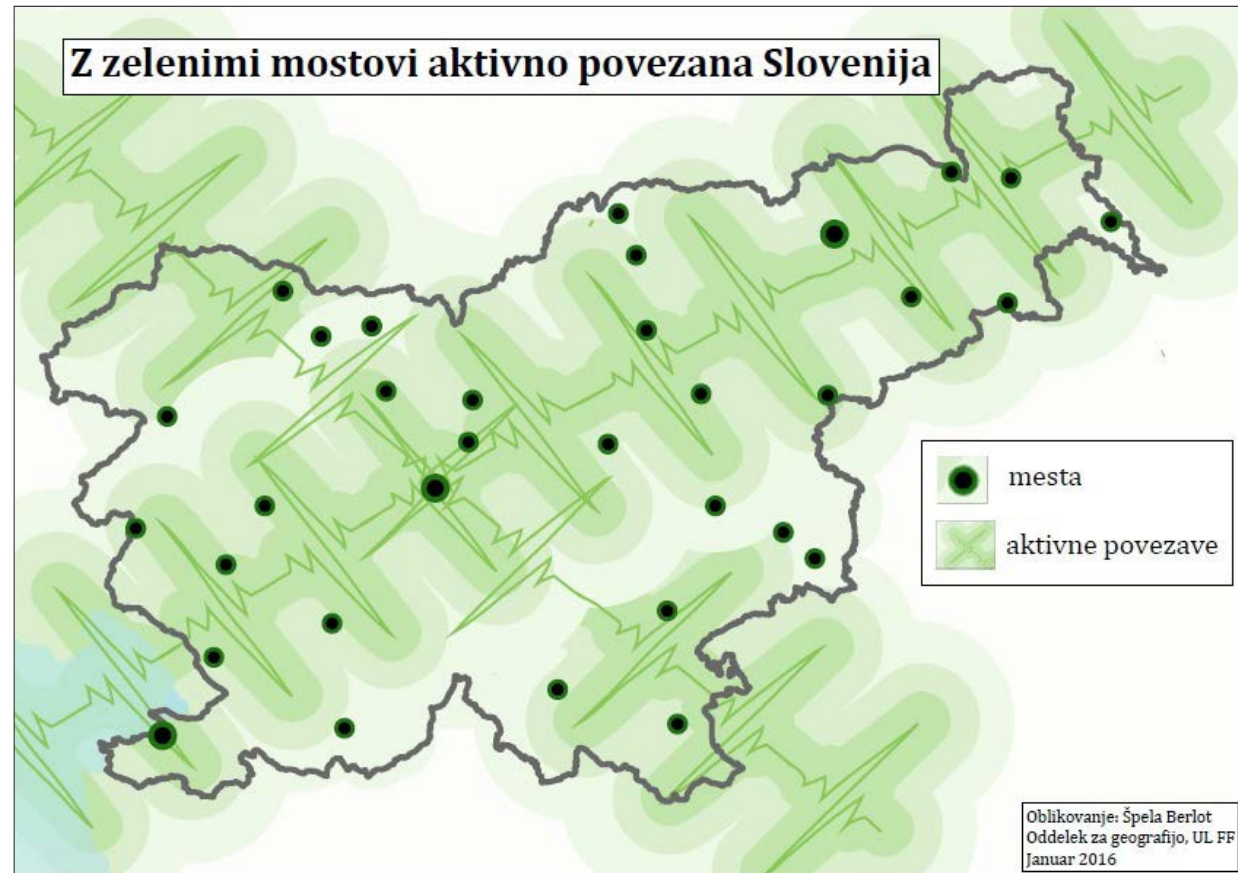 Z zelenimi mostovi aktivno povezana Slovenija
mesta
aktivne povezave
Oblikovanje: Špela Berlot
Oddelek za geografijo, UL FF
Januar 2016